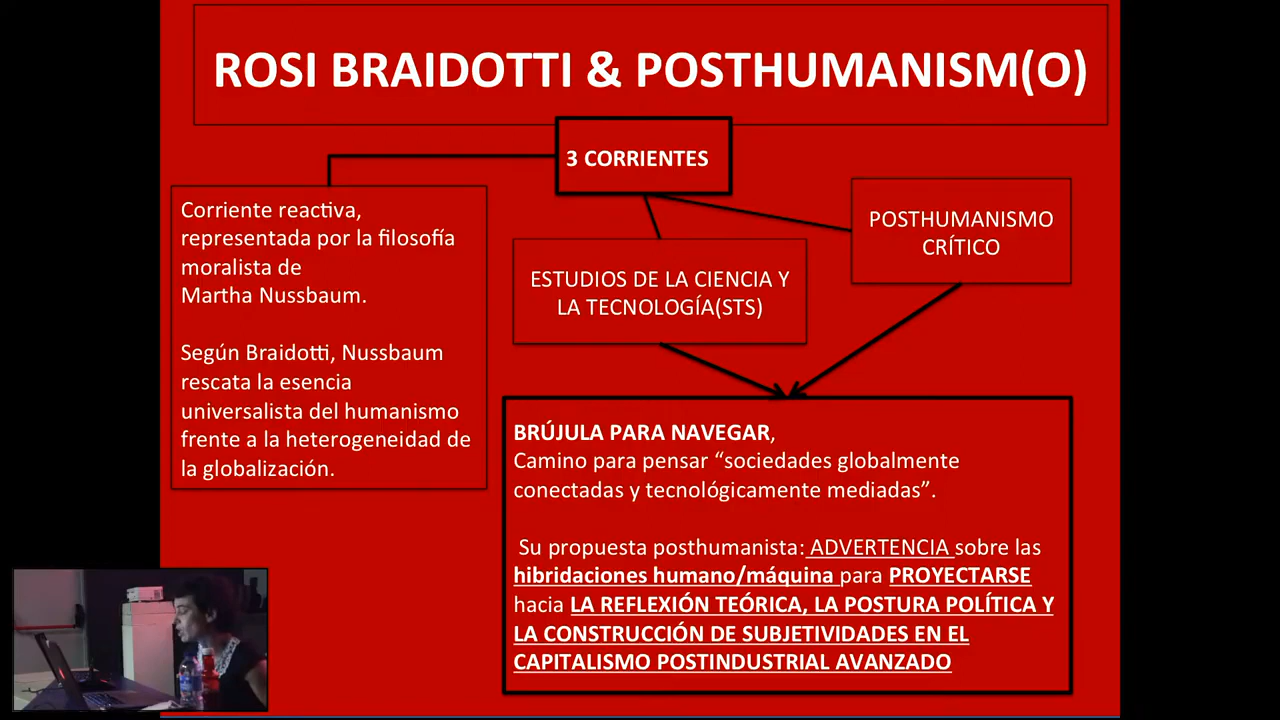 ROSI BRAIDOTTI & POSTHUMANISM(O)
3 CORRIENTES
Corriente reactiva,
representada por la filosofía
moralista de
Martha Nussbaum.
Según Braidotti, Nussbaum
rescata la esencia
universalista del humanismo
frente a la heterogeneidad de
la globalización.
ESTUDIOS DE LA CIENCIA Y
LA TECNOLOGÍA(STS)
POSTHUMANISMO
CRÍTICO
BRÚJULA PARA NAVEGAR,
Camino para pensar “sociedades globalmente
conectadas y tecnológicamente mediadas”.
Su propuesta posthumanista: ADVERTENCIA sobre las
hibridaciones humano/máquina para PROYECTARSE
hacia LA REFLEXIÓN TEÓRICA, LA POSTURA POLÍTICA Y
LA CONSTRUCCIÓN DE SUBJETIVIDADES EN EL
CAPITALISMO POSTINDUSTRIAL AVANZADO